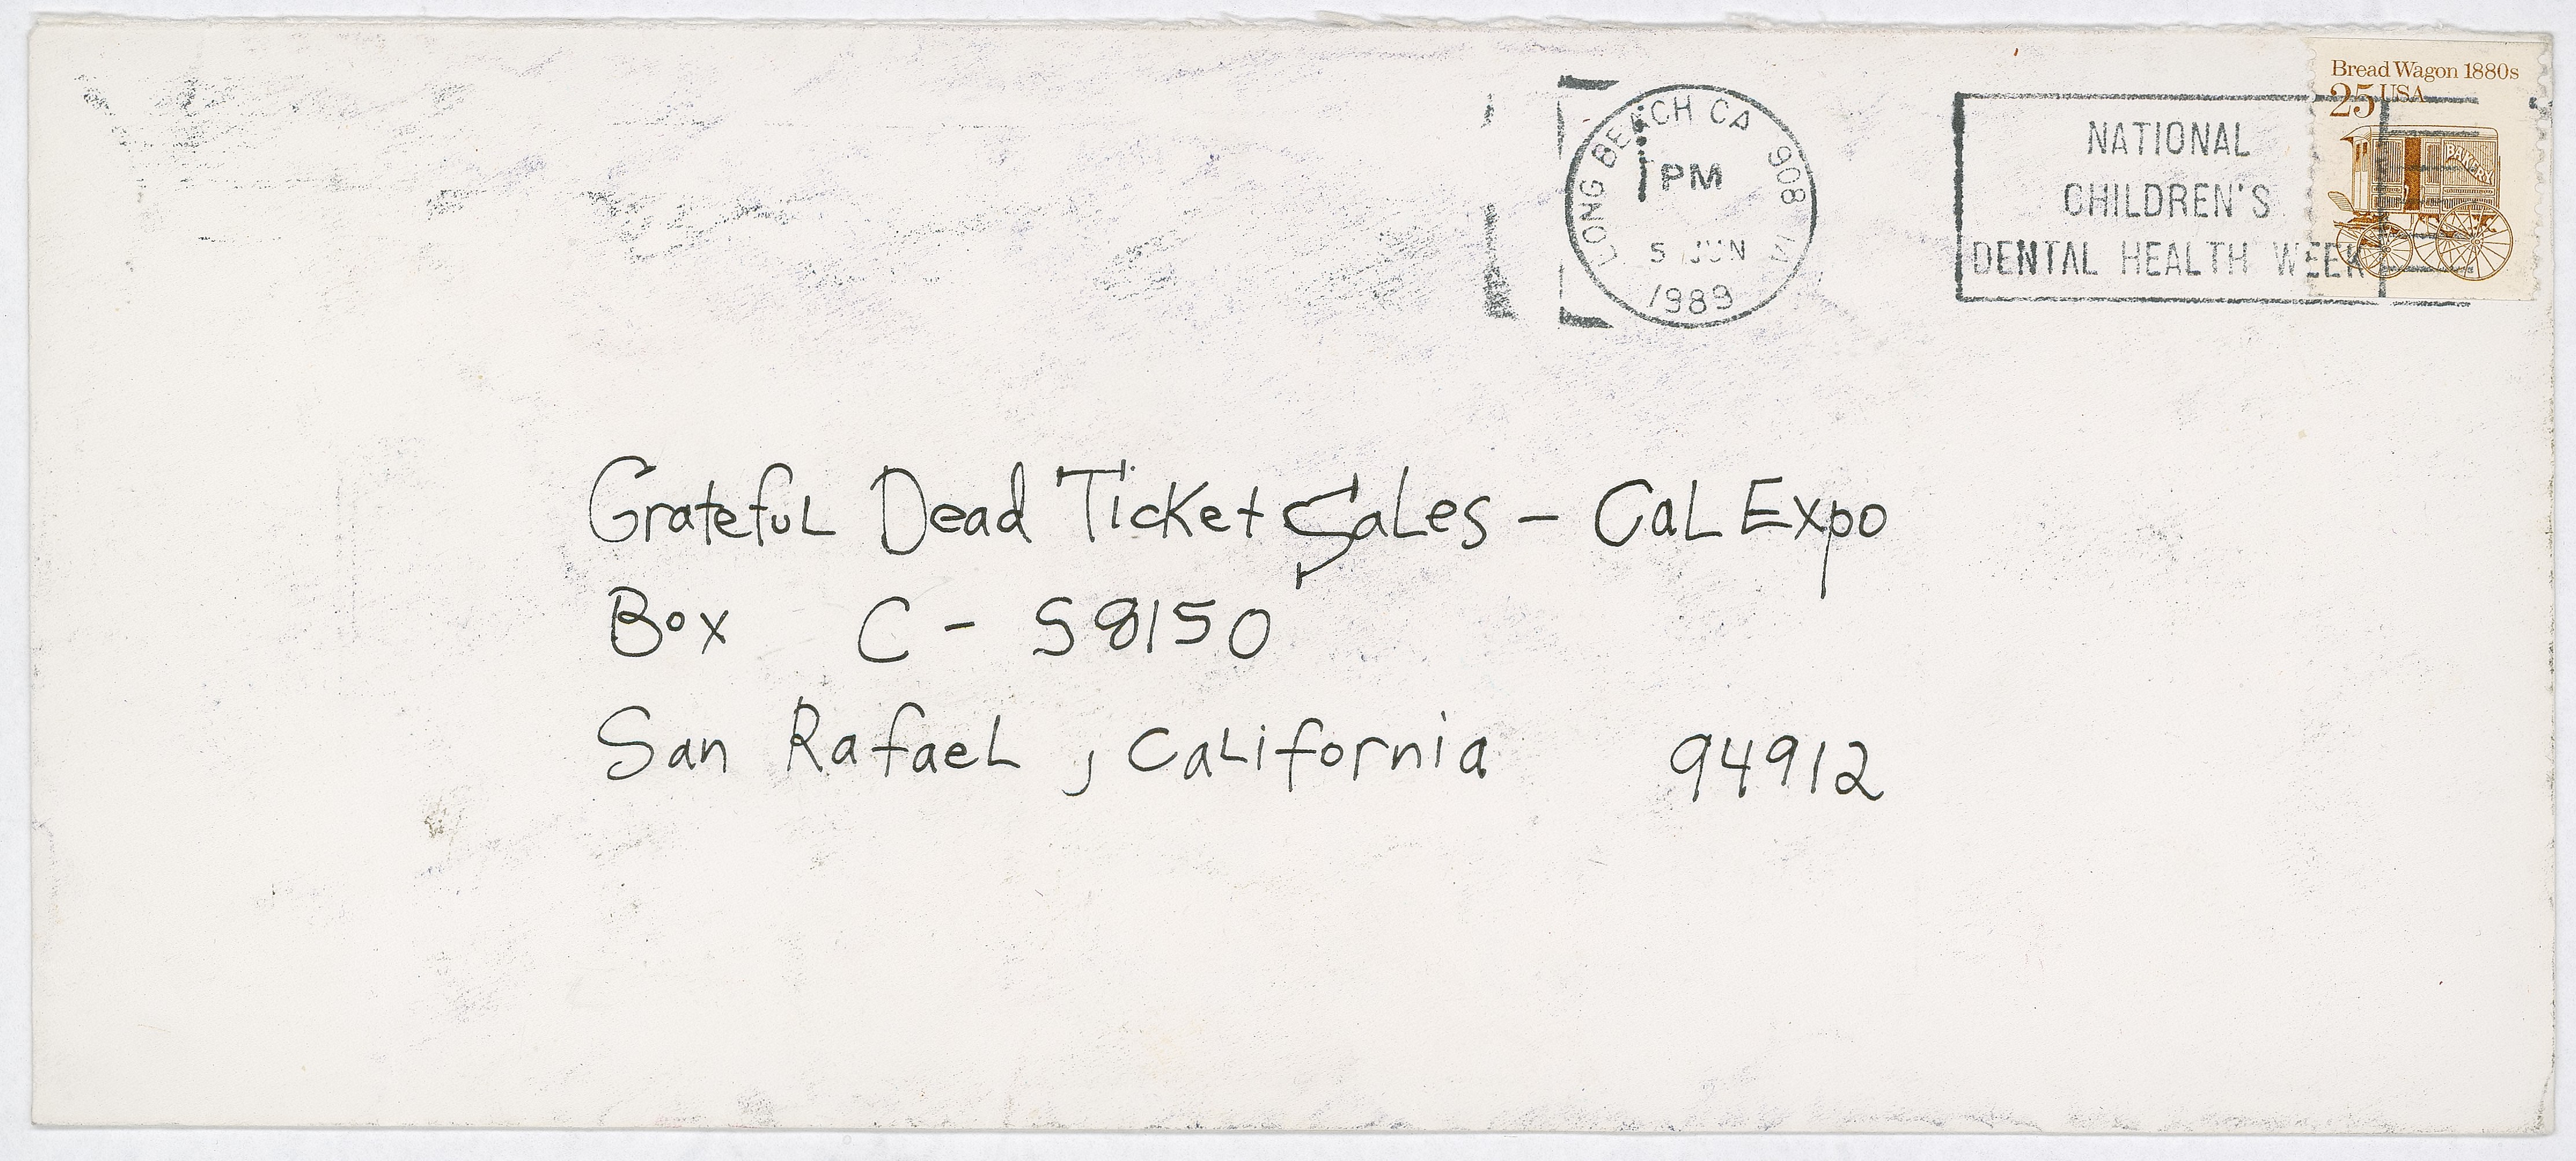 Bread Wagon 1880s
25 USA
BAKERY
LONG BEACH CA 908
PM
5 JUN
1989
NATIONAL
CHILDREN'S
DENTAL HEALTH WEEK
Grateful Dead Ticket Sales - Cal Expo
Box C - S8150
San Rafael, California 94912